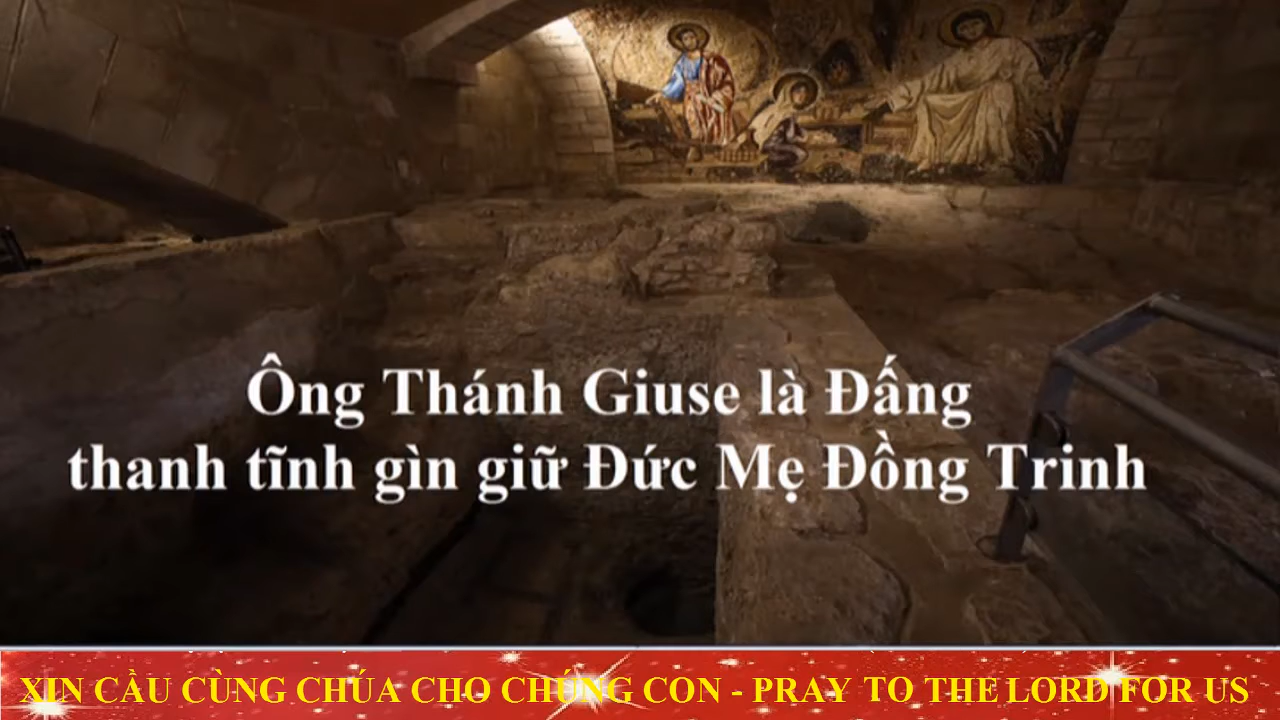 Ông Thánh Giuse là Đấng
thanh tĩnh gìn giữ Đức Mẹ Đồng Trinh
XIN CẦU CÙNG CHÚA CHO CHÚNG CON - PRAY TO THE LORD FOR US